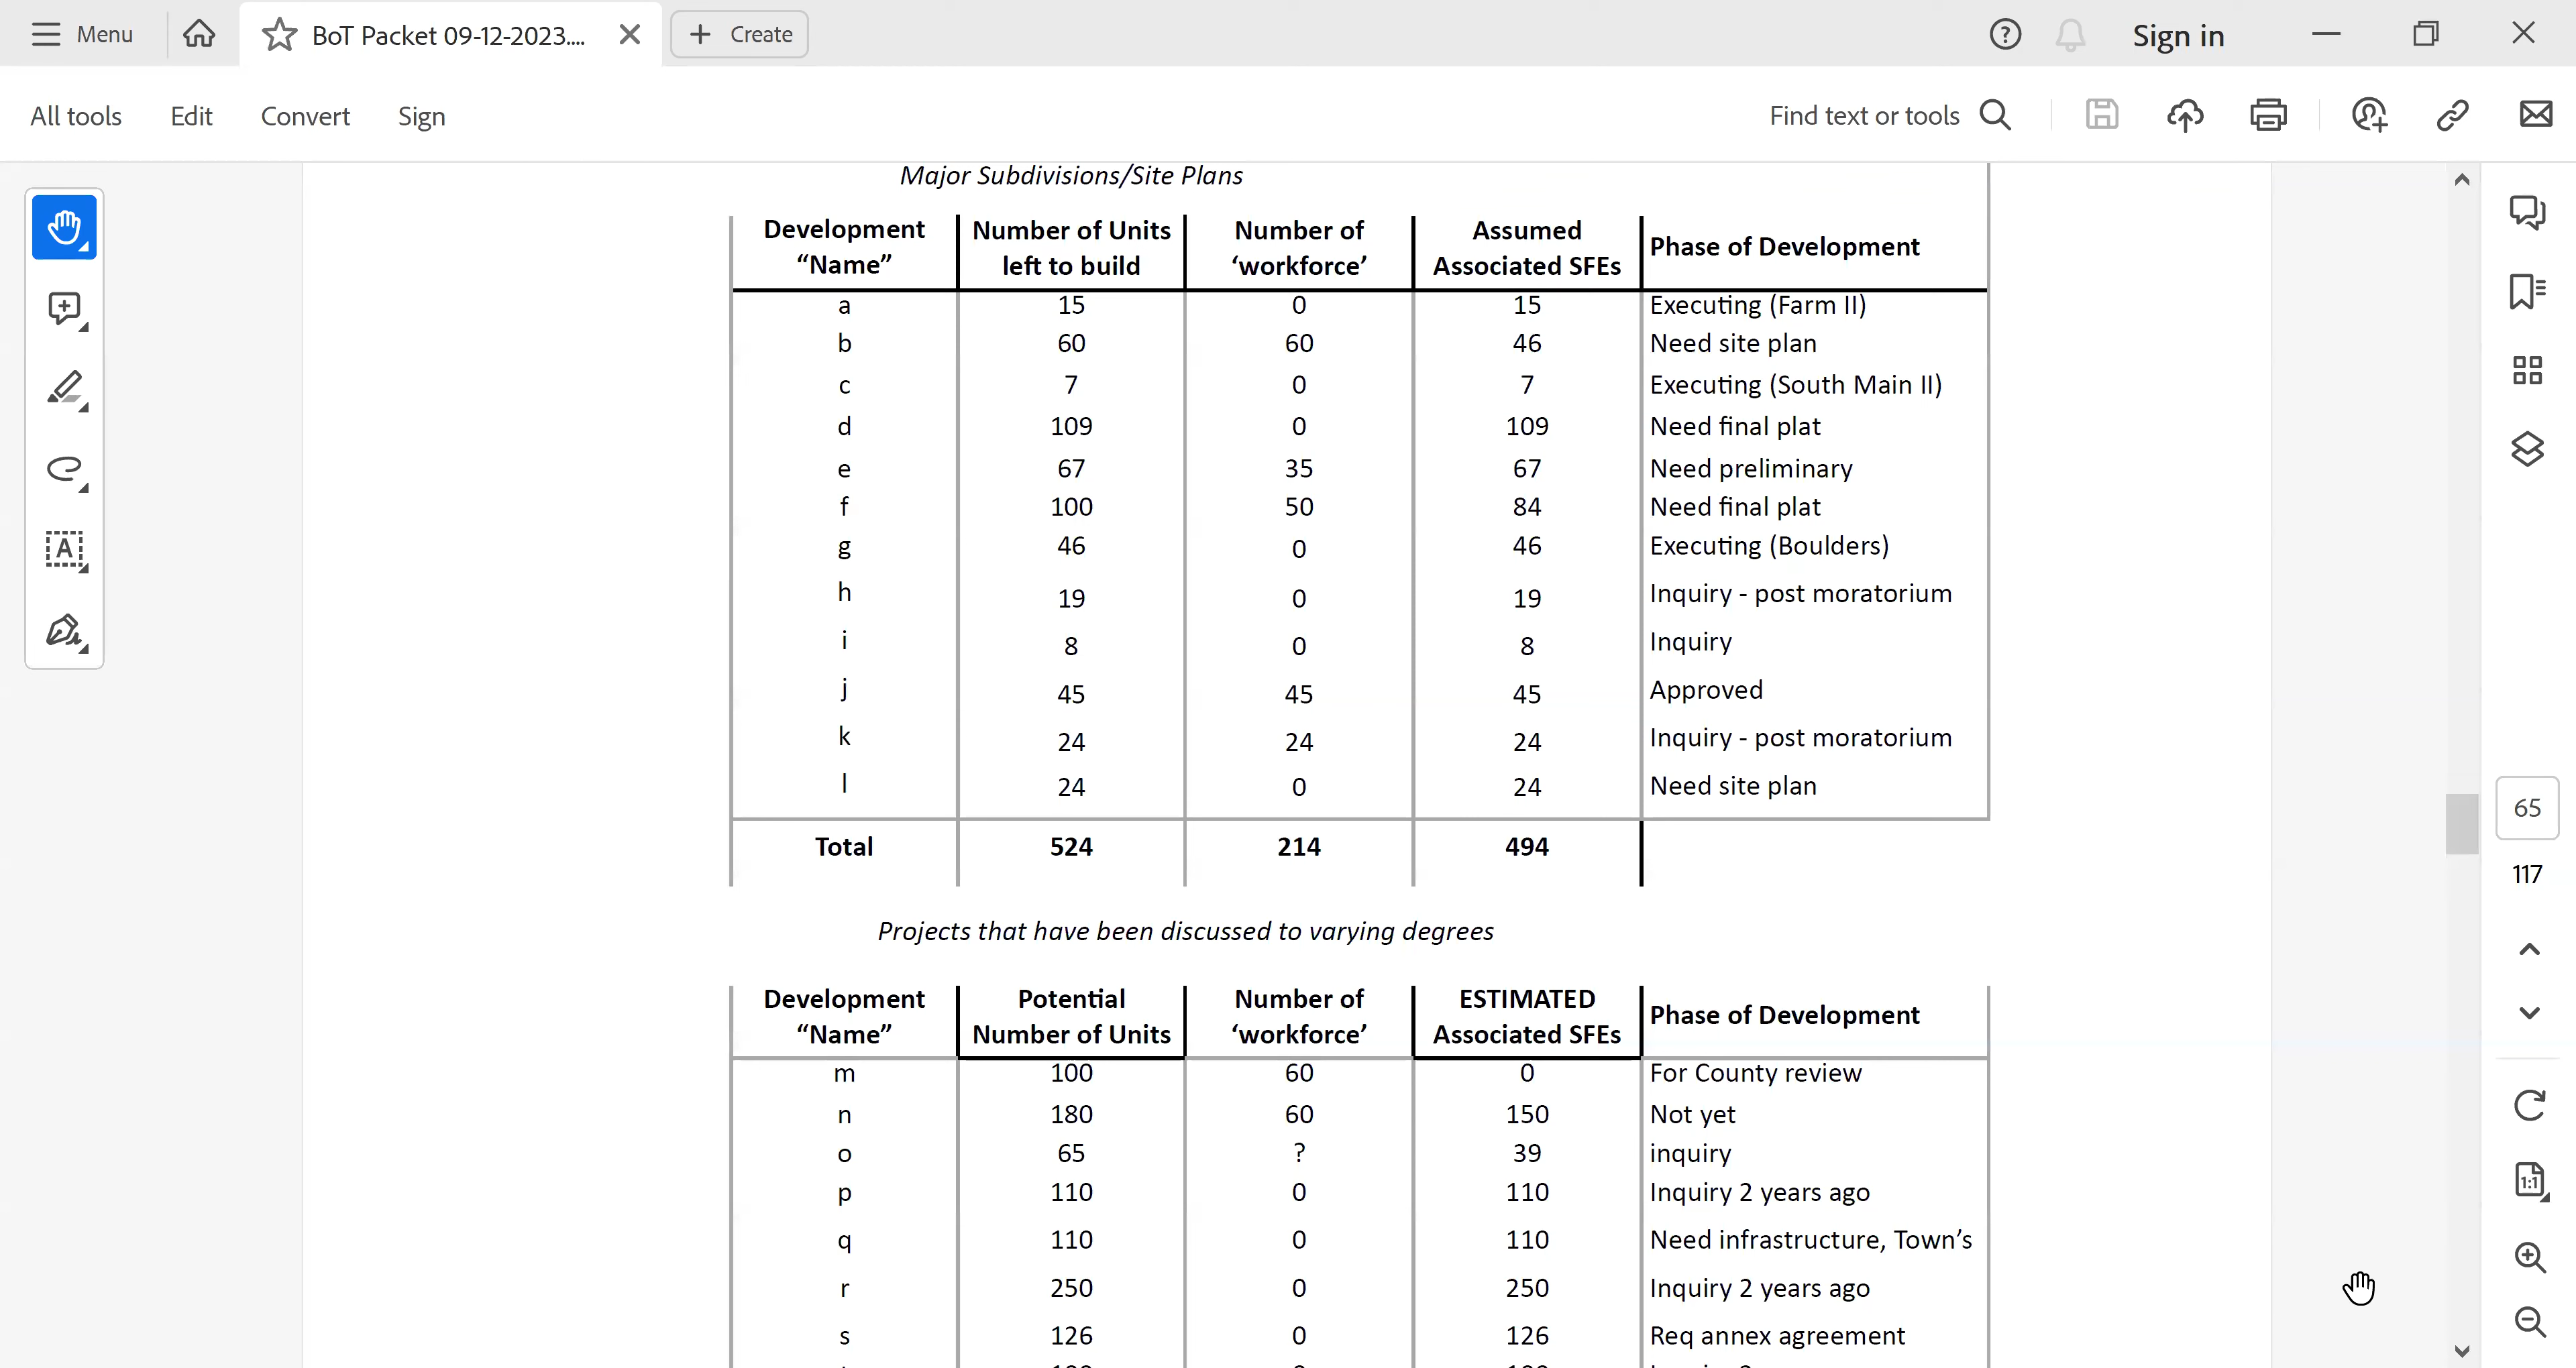 Menu
BoT Packet 09-12-2023....
Create
Sign in
All tools Edit Convert Sign
Find text or tools
Major Subdivisions/Site Plans
Development “Name” Number of Units left to build Number of ‘workforce’ Assumed Associated SFEs Phase of Development
a 15 0 15 Executing (Farm II)
b 60 60 46 Need site plan
c 7 0 7 Executing (South Main II)
d 109 0 109 Need final plat
e 67 35 67 Need preliminary
f 100 50 84 Need final plat
g 46 0 46 Executing (Boulders)
h 19 0 19 Inquiry - post moratorium
i 8 0 8 Inquiry
j 45 45 45 Approved
k 24 24 24 Inquiry - post moratorium
l 24 0 24 Need site plan
Total 524 214 494
Projects that have been discussed to varying degrees
Development “Name” Potential Number of Units Number of ‘workforce’ ESTIMATED Associated SFEs Phase of Development
m 100 60 0 For County review
n 180 60 150 Not yet
o 65 ? 39 inquiry
p 110 0 110 Inquiry 2 years ago
q 110 0 110 Need infrastructure, Town’s
r 250 0 250 Inquiry 2 years ago
s 126 0 126 Req annex agreement
65
117
1:1